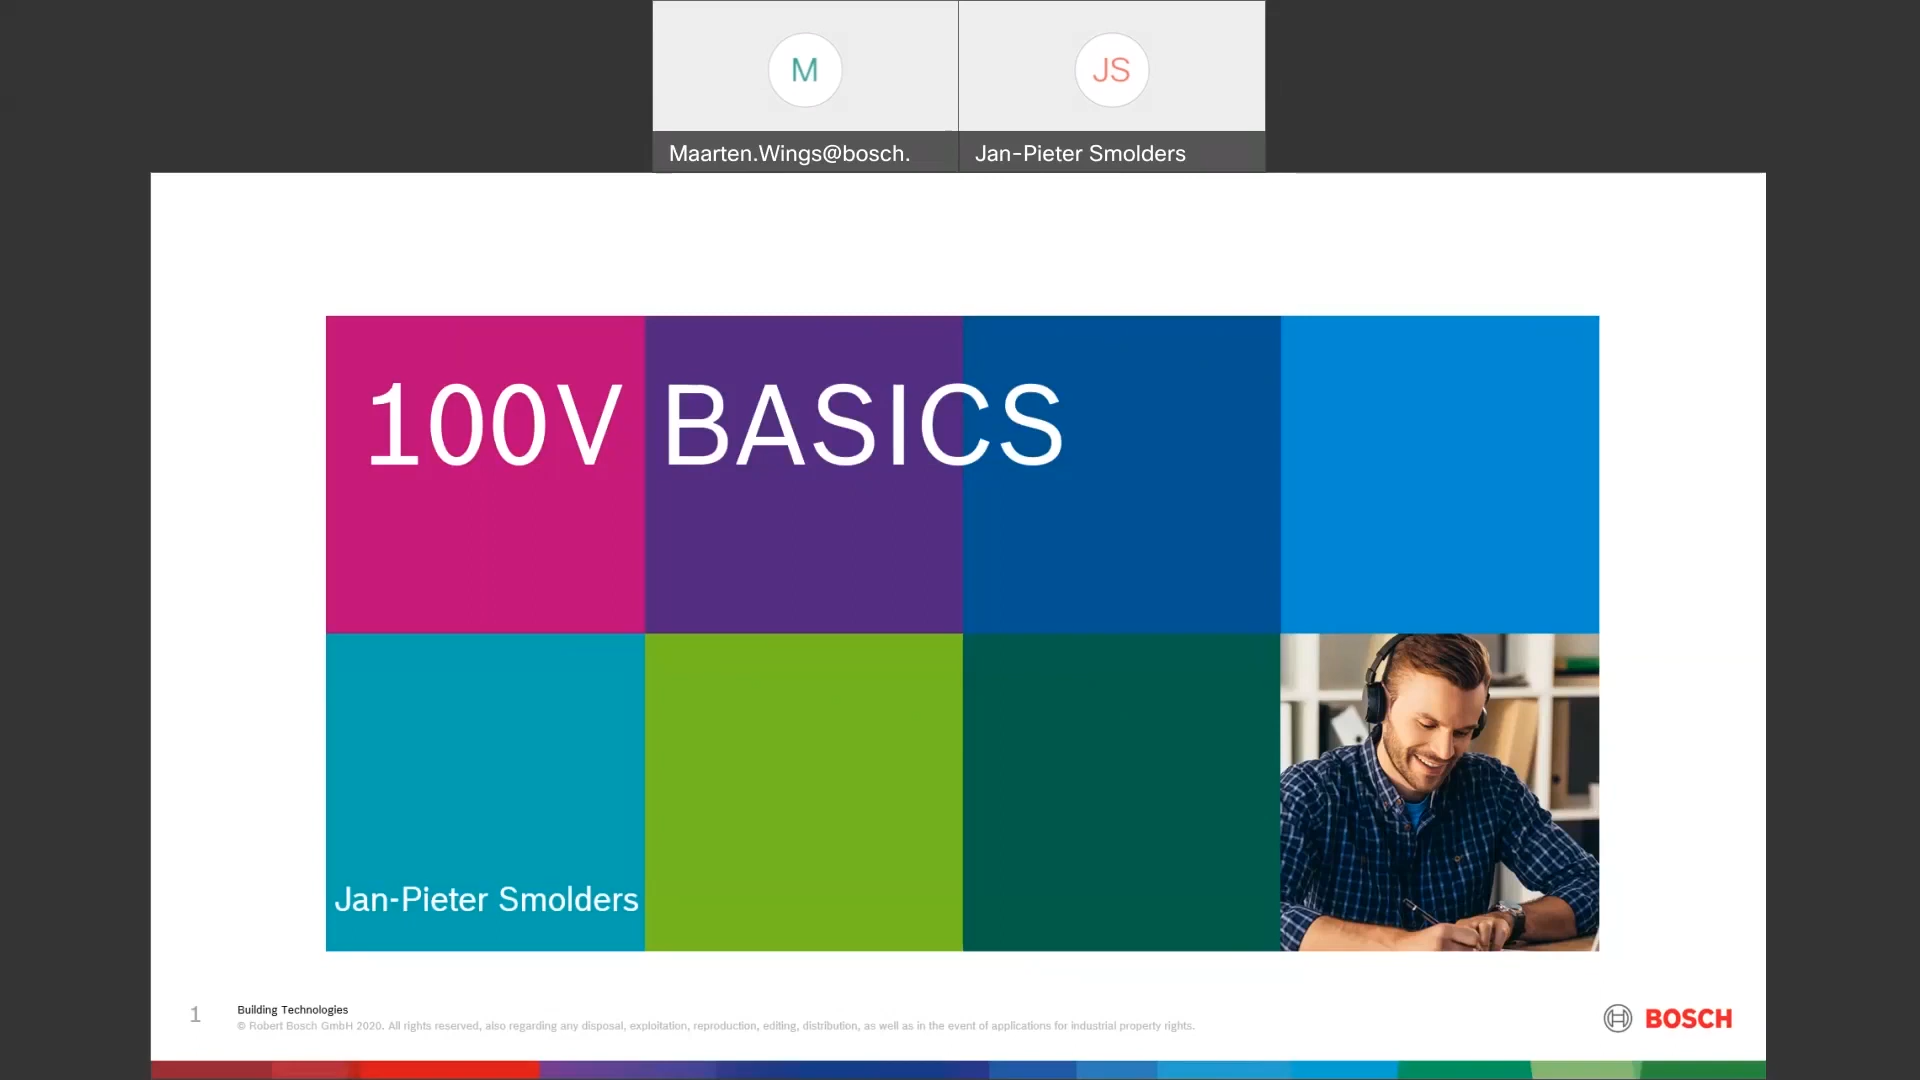 M
JS
Maarten.Wings@bosch.
Jan-Pieter Smolders
100V BASICS
Jan-Pieter Smolders
1
Building Technologies
© Robert Bosch GmbH 2020. All rights reserved, also regarding any disposal, exploitation, reproduction, editing, distribution, as well as in the event of applications for industrial property rights.
BOSCH